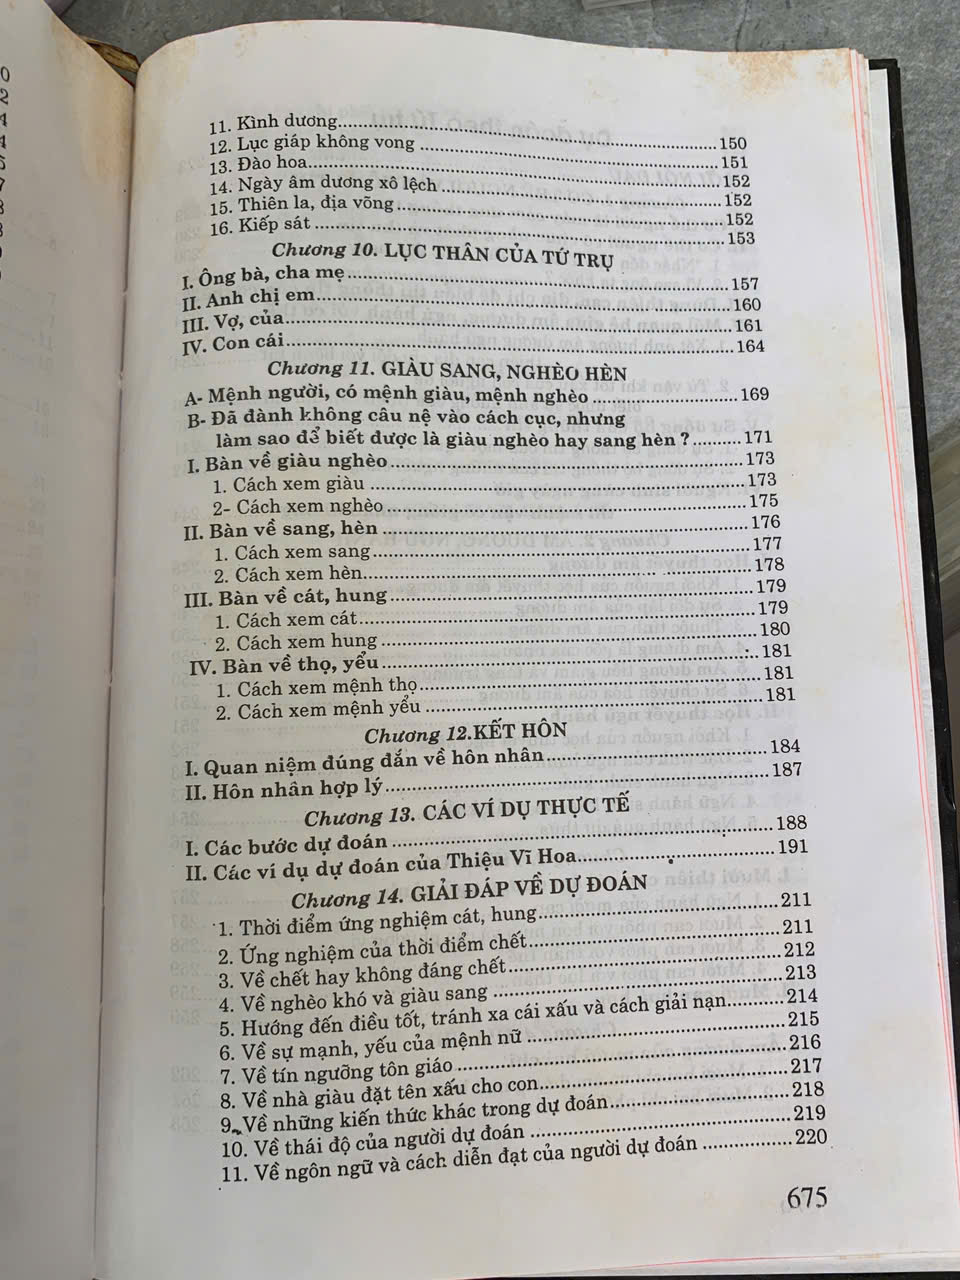 11. Kình dương........150
12. Lục giáp không vong ........151
13. Đào hoa........152
14. Ngày âm dương xô lệch ........152
15. Thiên la, địa võng........152
16. Kiếp sát ........153
Chương 10. LỤC THÂN CỦA TỨ TRỤ
I. Ông bà, cha mẹ........157
II. Anh chị em........160
III. Vợ, của........161
IV. Con cái........164
Chương 11. GIÀU SANG, NGHÈO HÈN
A- Mệnh người, có mệnh giàu, mệnh nghèo ........169
B- Đã đành không câu nệ vào cách cục, nhưng
làm sao để biết được là giàu nghèo hay sang hèn ?........171
I. Bàn về giàu nghèo........173
1. Cách xem giàu ........173
2- Cách xem nghèo........175
II. Bàn về sang, hèn ........176
1. Cách xem sang........177
2. Cách xem hèn........178
III. Bàn về cát, hung ........179
1. Cách xem cát........179
2. Cách xem hung ........180
IV. Bàn về thọ, yểu........181
1. Cách xem mệnh thọ........181
2. Cách xem mệnh yểu ........181
Chương 12.KẾT HÔN
I. Quan niệm đúng đắn về hôn nhân........184
II. Hôn nhân hợp lý........187
Chương 13. CÁC VÍ DỤ THỰC TẾ
I. Các bước dự đoán ........188
II. Các ví dụ dự đoán của Thiệu Vĩ Hoa........191
Chương 14. GIẢI ĐÁP VỀ DỰ ĐOÁN
1. Thời điểm ứng nghiệm cát, hung........211
2. Ứng nghiệm của thời điểm chết........211
3. Về chết hay không đáng chết........212
4. Về nghèo khó và giàu sang ........213
5. Hướng đến điều tốt, tránh xa cái xấu và cách giải nạn........214
6. Về sự mạnh, yếu của mệnh nữ ........215
7. Về tín ngưỡng tôn giáo ........216
8. Về nhà giàu đặt tên xấu cho con........217
9. Về những kiến thức khác trong dự đoán........218
10. Về thái độ của người dự đoán ........219
11. Về ngôn ngữ và cách diễn đạt của người dự đoán ........220
675